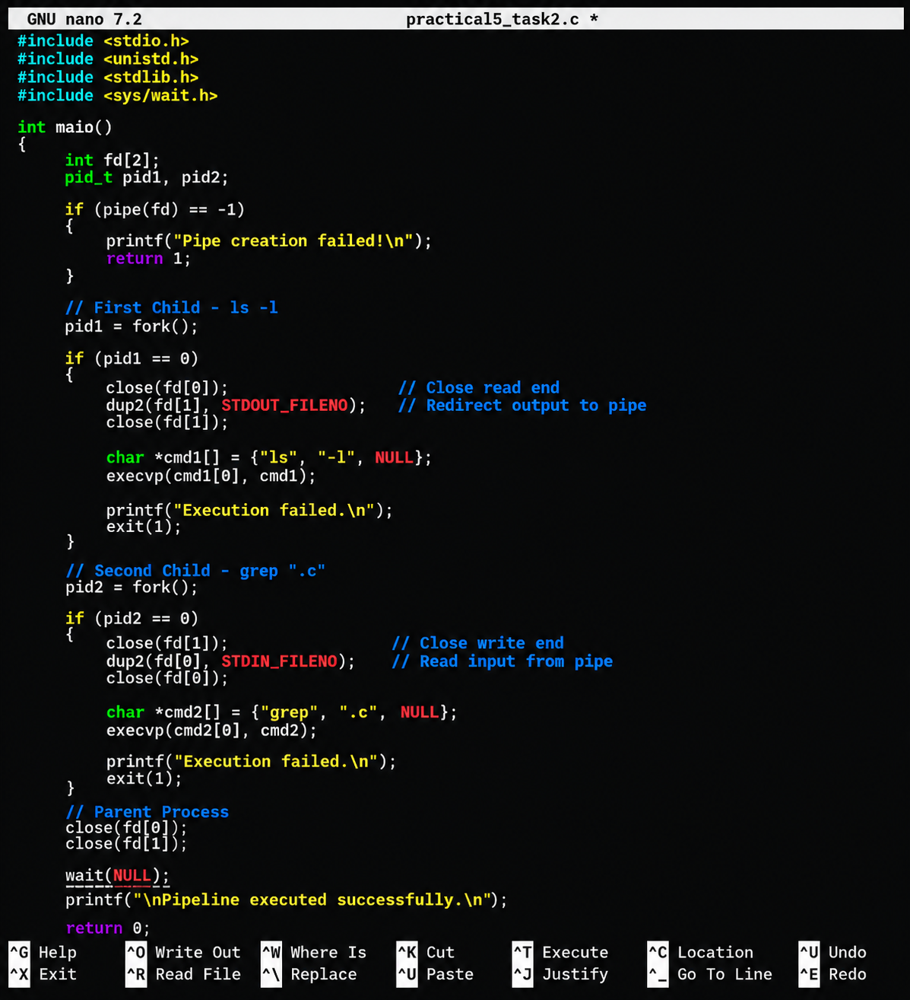 GNU nano 7.2 practical5_task2.c *
#include <stdio.h>
#include <unistd.h>
#include <stdlib.h>
#include <sys/wait.h>
int maio()
{
int fd[2];
pid_t pid1, pid2;
if (pipe(fd) == -1)
{
printf("Pipe creation failed!\n");
return 1;
}
// First Child - ls -l
pid1 = fork();
if (pid1 == 0)
{
close(fd[0]); // Close read end
dup2(fd[1], STDOUT_FILENO); // Redirect output to pipe
close(fd[1]);
char *cmd1[] = {"ls", "-l", NULL};
execvp(cmd1[0], cmd1);
printf("Execution failed.\n");
exit(1);
}
// Second Child - grep ".c"
pid2 = fork();
if (pid2 == 0)
{
close(fd[1]); // Close write end
dup2(fd[0], STDIN_FILENO); // Read input from pipe
close(fd[0]);
char *cmd2[] = {"grep", ".c", NULL};
execvp(cmd2[0], cmd2);
printf("Execution failed.\n");
exit(1);
}
// Parent Process
close(fd[0]);
close(fd[1]);
wait(NULL);
printf("\nPipeline executed successfully.\n");
return 0;
^G Help ^O Write Out ^W Where Is ^K Cut ^T Execute ^C Location ^U Undo
^X Exit ^R Read File ^\ Replace ^U Paste ^J Justify ^_ Go To Line ^E Redo